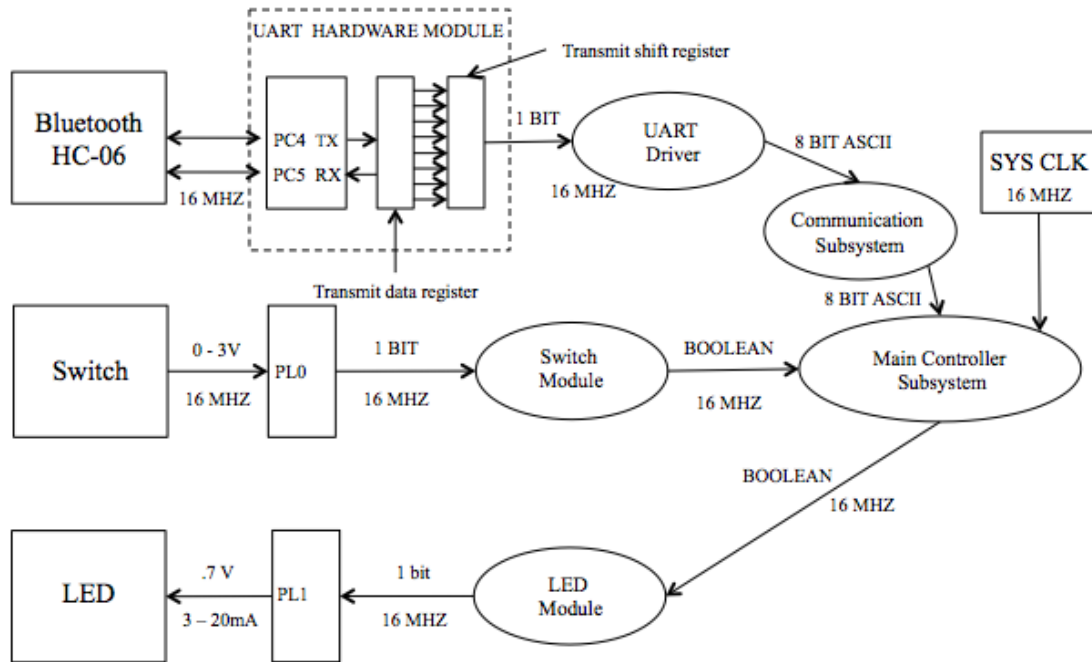 UART HARDWARE MODULE
Transmit shift register
Bluetooth
HC-06
PC4 TX
PC5 RX
16 MHZ
1 BIT
16 MHZ
UART
Driver
8 BIT ASCII
SYS CLK
16 MHZ
Communication
Subsystem
Transmit data register
8 BIT ASCII
Switch
0 - 3V
16 MHZ
PL0
1 BIT
16 MHZ
Switch
Module
BOOLEAN
16 MHZ
Main Controller
Subsystem
BOOLEAN
16 MHZ
LED
.7 V
3 – 20mA
PL1
1 bit
16 MHZ
LED
Module